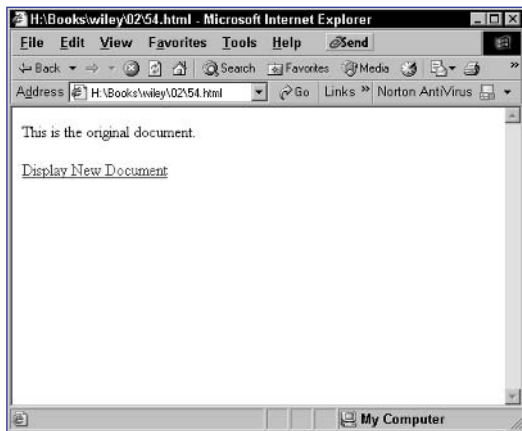 H:\Books\wiley\02\54.html - Microsoft Internet Explorer
File Edit View Favorites Tools Help Send
Back Search Favorites Media »
Address H:\Books\wiley\02\54.html Go Links » Norton AntiVirus
This is the original document.
Display New Document
My Computer